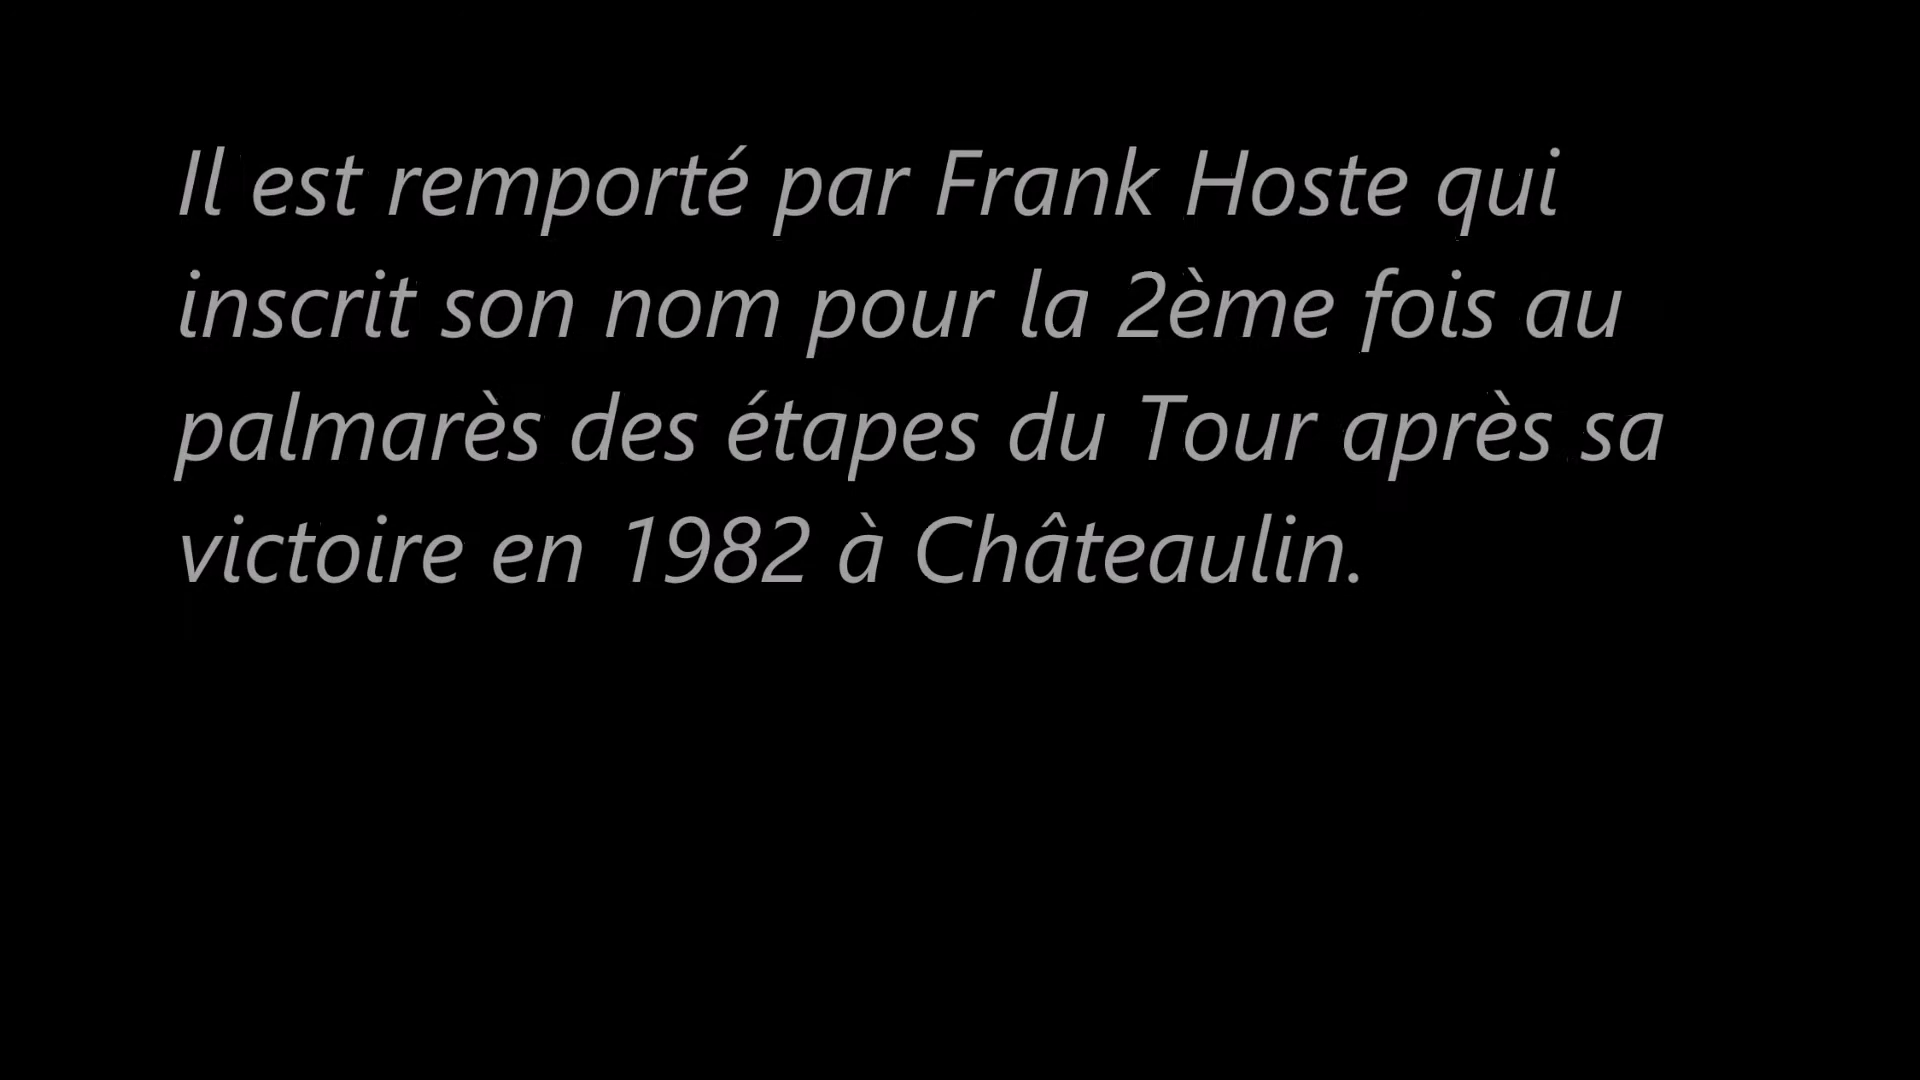 Il est remporté par Frank Hoste qui
inscrit son nom pour la 2ème fois au
palmarès des étapes du Tour après sa
victoire en 1982 à Châteaulin.